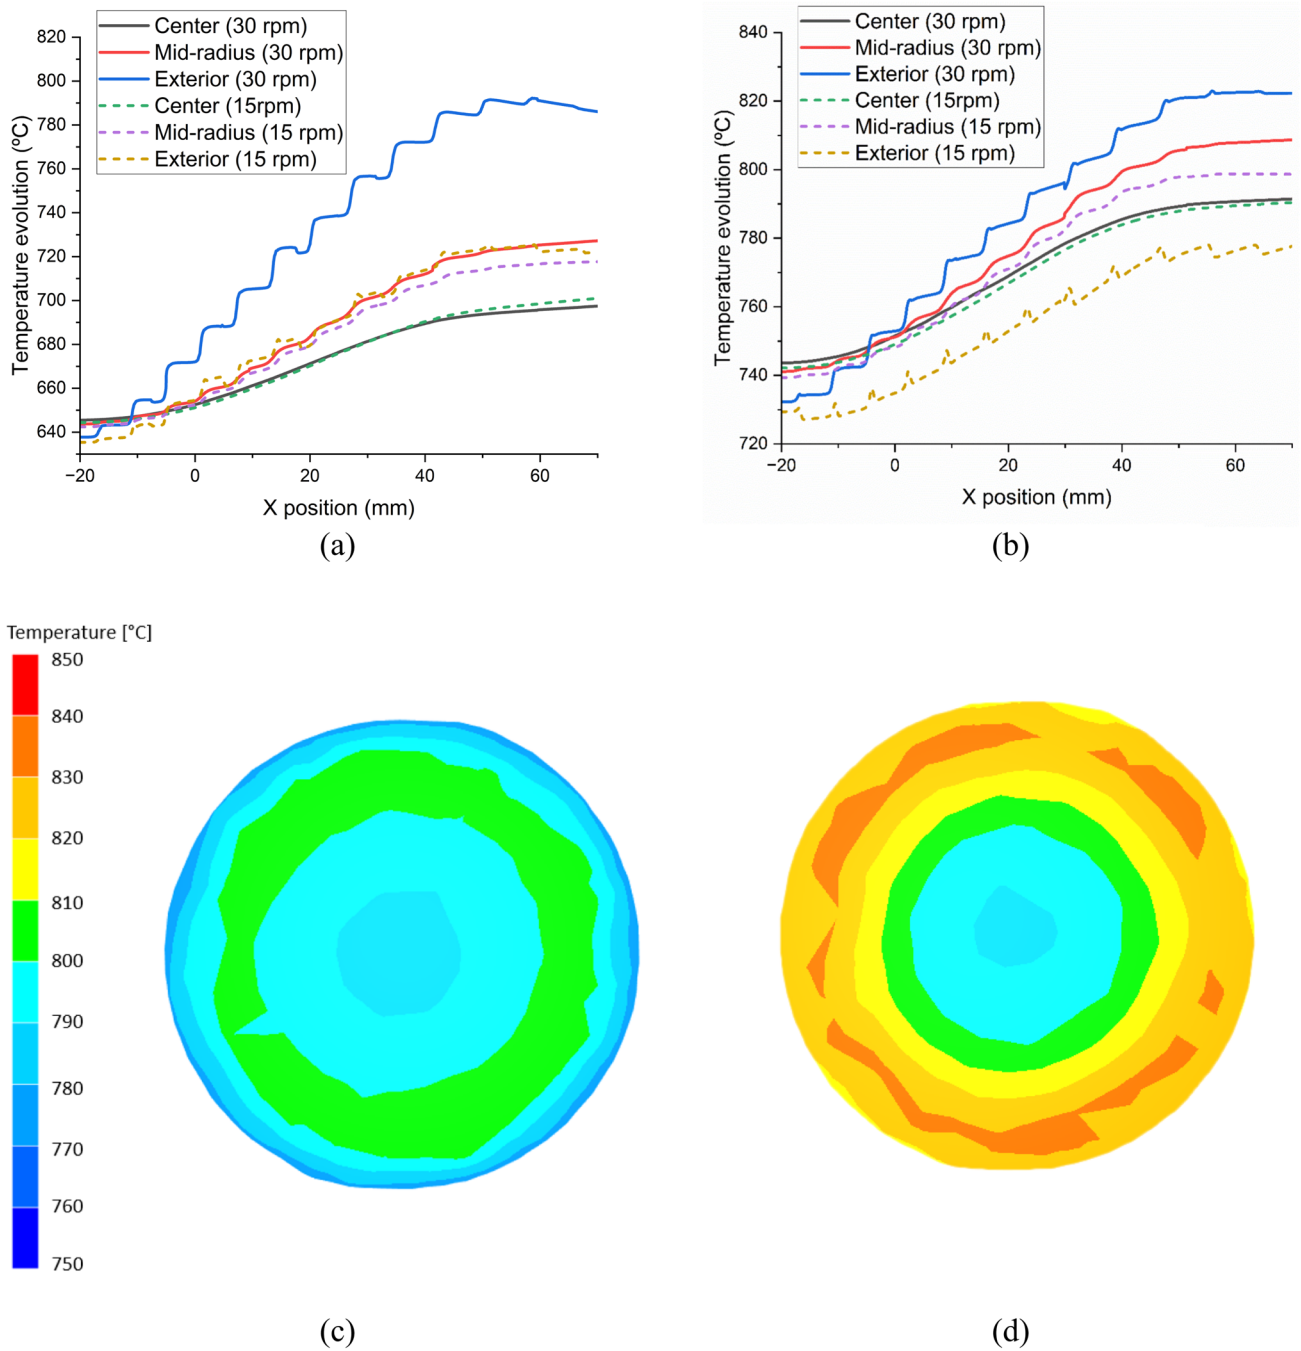 Center (30 rpm)
Mid-radius (30 rpm)
Exterior (30 rpm)
Center (15rpm)
Mid-radius (15 rpm)
Exterior (15 rpm)
Temperature evolution (ºC)
820
800
780
760
740
720
700
680
660
640
−20
0
20
40
60
X position (mm)
(a)
Center (30 rpm)
Mid-radius (30 rpm)
Exterior (30 rpm)
Center (15rpm)
Mid-radius (15 rpm)
Exterior (15 rpm)
Temperature evolution (ºC)
840
820
800
780
760
740
720
−20
0
20
40
60
X position (mm)
(b)
Temperature [°C]
850
840
830
820
810
800
790
780
770
760
750
(c)
(d)